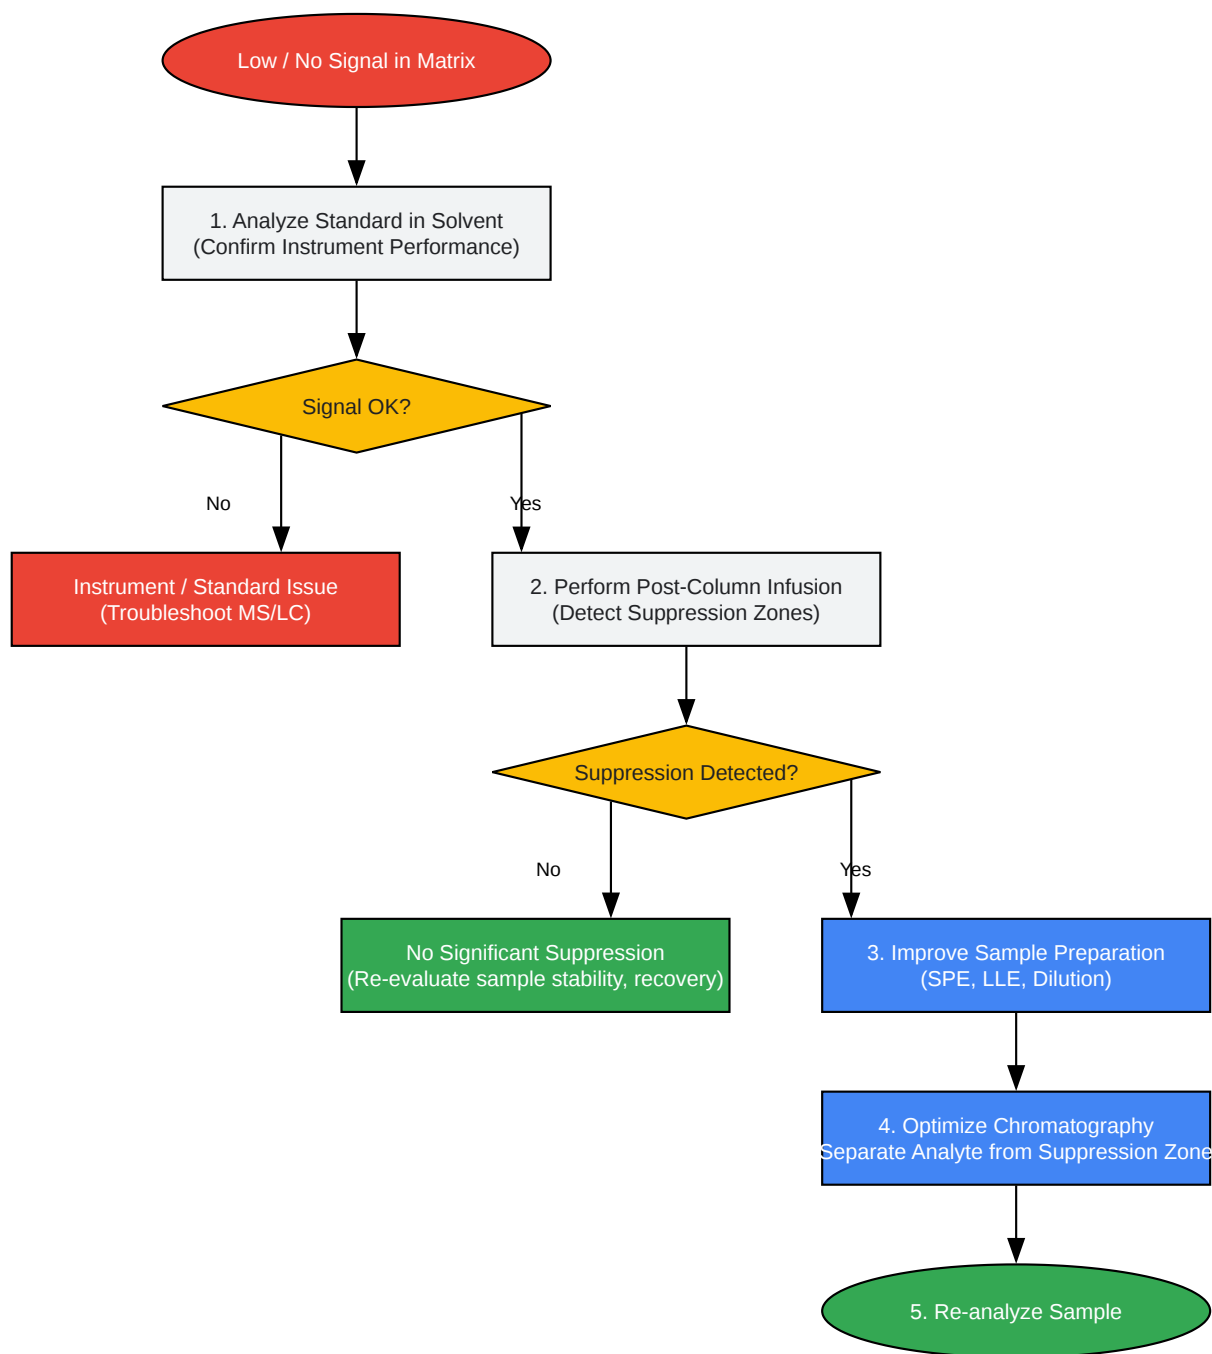 Low / No Signal in Matrix
1. Analyze Standard in Solvent
(Confirm Instrument Performance)
Signal OK?
No
Yes
Instrument / Standard Issue
(Troubleshoot MS/LC)
2. Perform Post-Column Infusion
(Detect Suppression Zones)
Suppression Detected?
No
Yes
No Significant Suppression
(Re-evaluate sample stability, recovery)
3. Improve Sample Preparation
(SPE, LLE, Dilution)
4. Optimize Chromatography
Separate Analyte from Suppression Zone
5. Re-analyze Sample